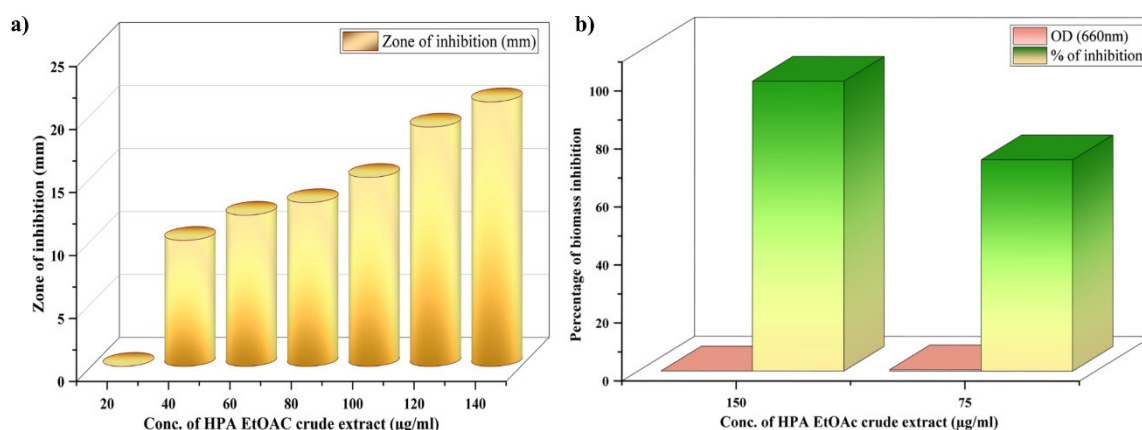 a)
Zone of inhibition (mm)
Zone of inhibition (mm)
25
20
15
10
5
0
20 40 60 80 100 120 140
Conc. of HPA EtOAC crude extract (µg/ml)
b)
OD (660nm)
% of inhibition
Percentage of biomass inhibition
100
80
60
40
20
0
150 75
Conc. of HPA EtOAc crude extract (µg/ml)